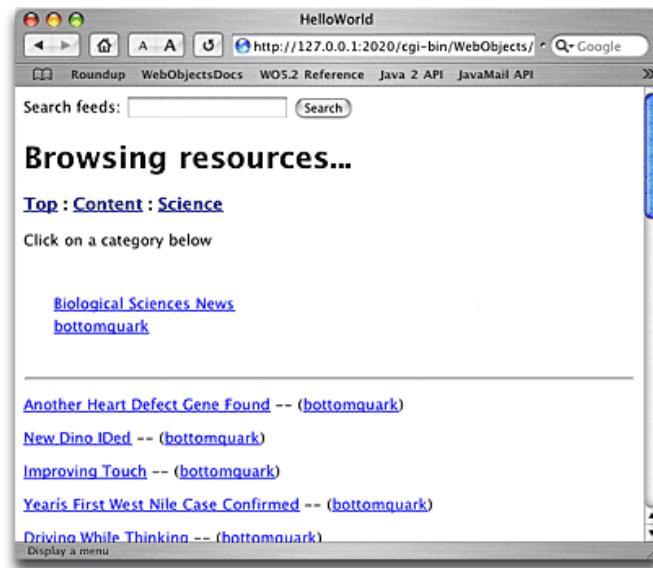 HelloWorld
A A http://127.0.0.1:2020/cgi-bin/WebObjects/ Google
Roundup WebObjectsDocs WO5.2 Reference Java 2 API JavaMail API
Search feeds: Search
Browsing resources...
Top : Content : Science
Click on a category below
Biological Sciences News
bottomquark
Another Heart Defect Gene Found -- (bottomquark)
New Dino IDed -- (bottomquark)
Improving Touch -- (bottomquark)
Yearís First West Nile Case Confirmed -- (bottomquark)
Driving While Thinking -- (bottomquark)
Display a menu